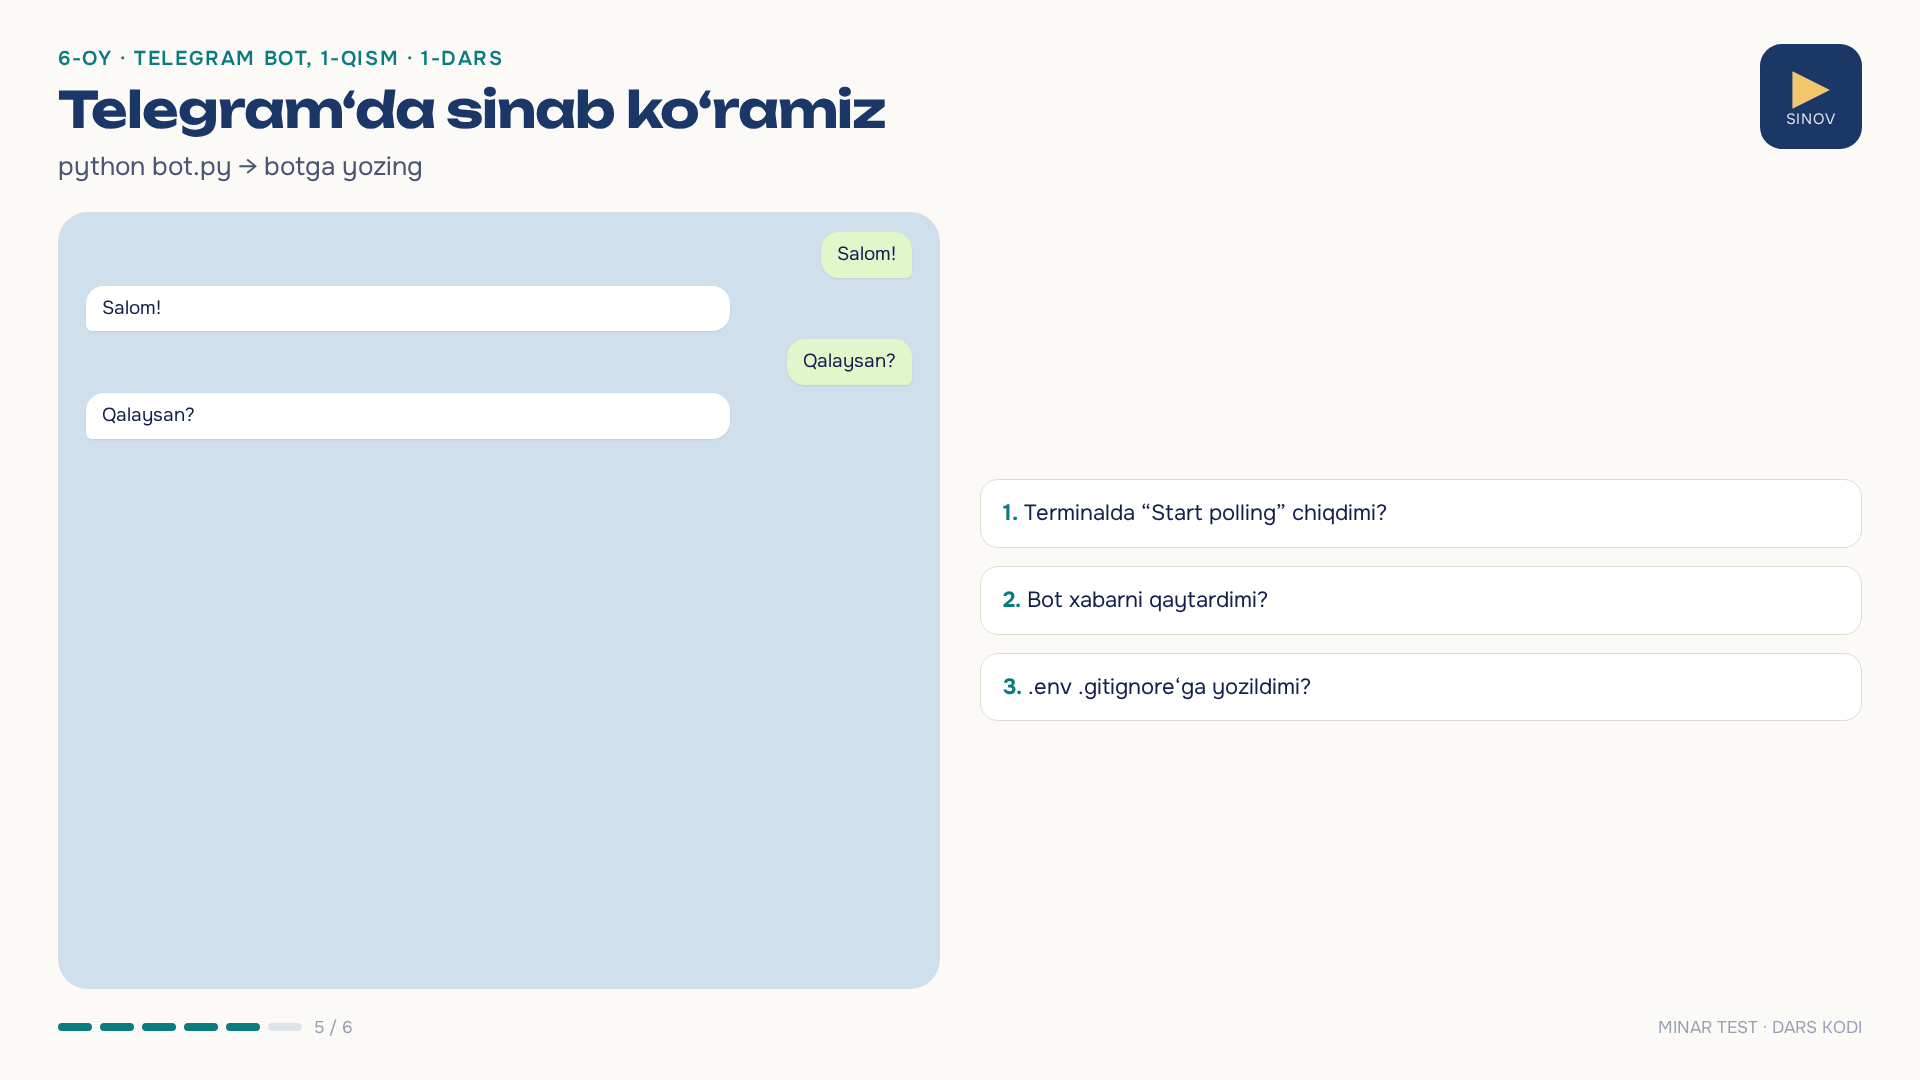 6-OY · TELEGRAM BOT, 1-QISM · 1-DARS
Telegram‘da sinab ko‘ramiz
python bot.py → botga yozing
SINOV
Salom!
Salom!
Qalaysan?
Qalaysan?
1. Terminalda “Start polling” chiqdimi?
2. Bot xabarni qaytardimi?
3. .env .gitignore‘ga yozildimi?
5 / 6
MINAR TEST · DARS KODI